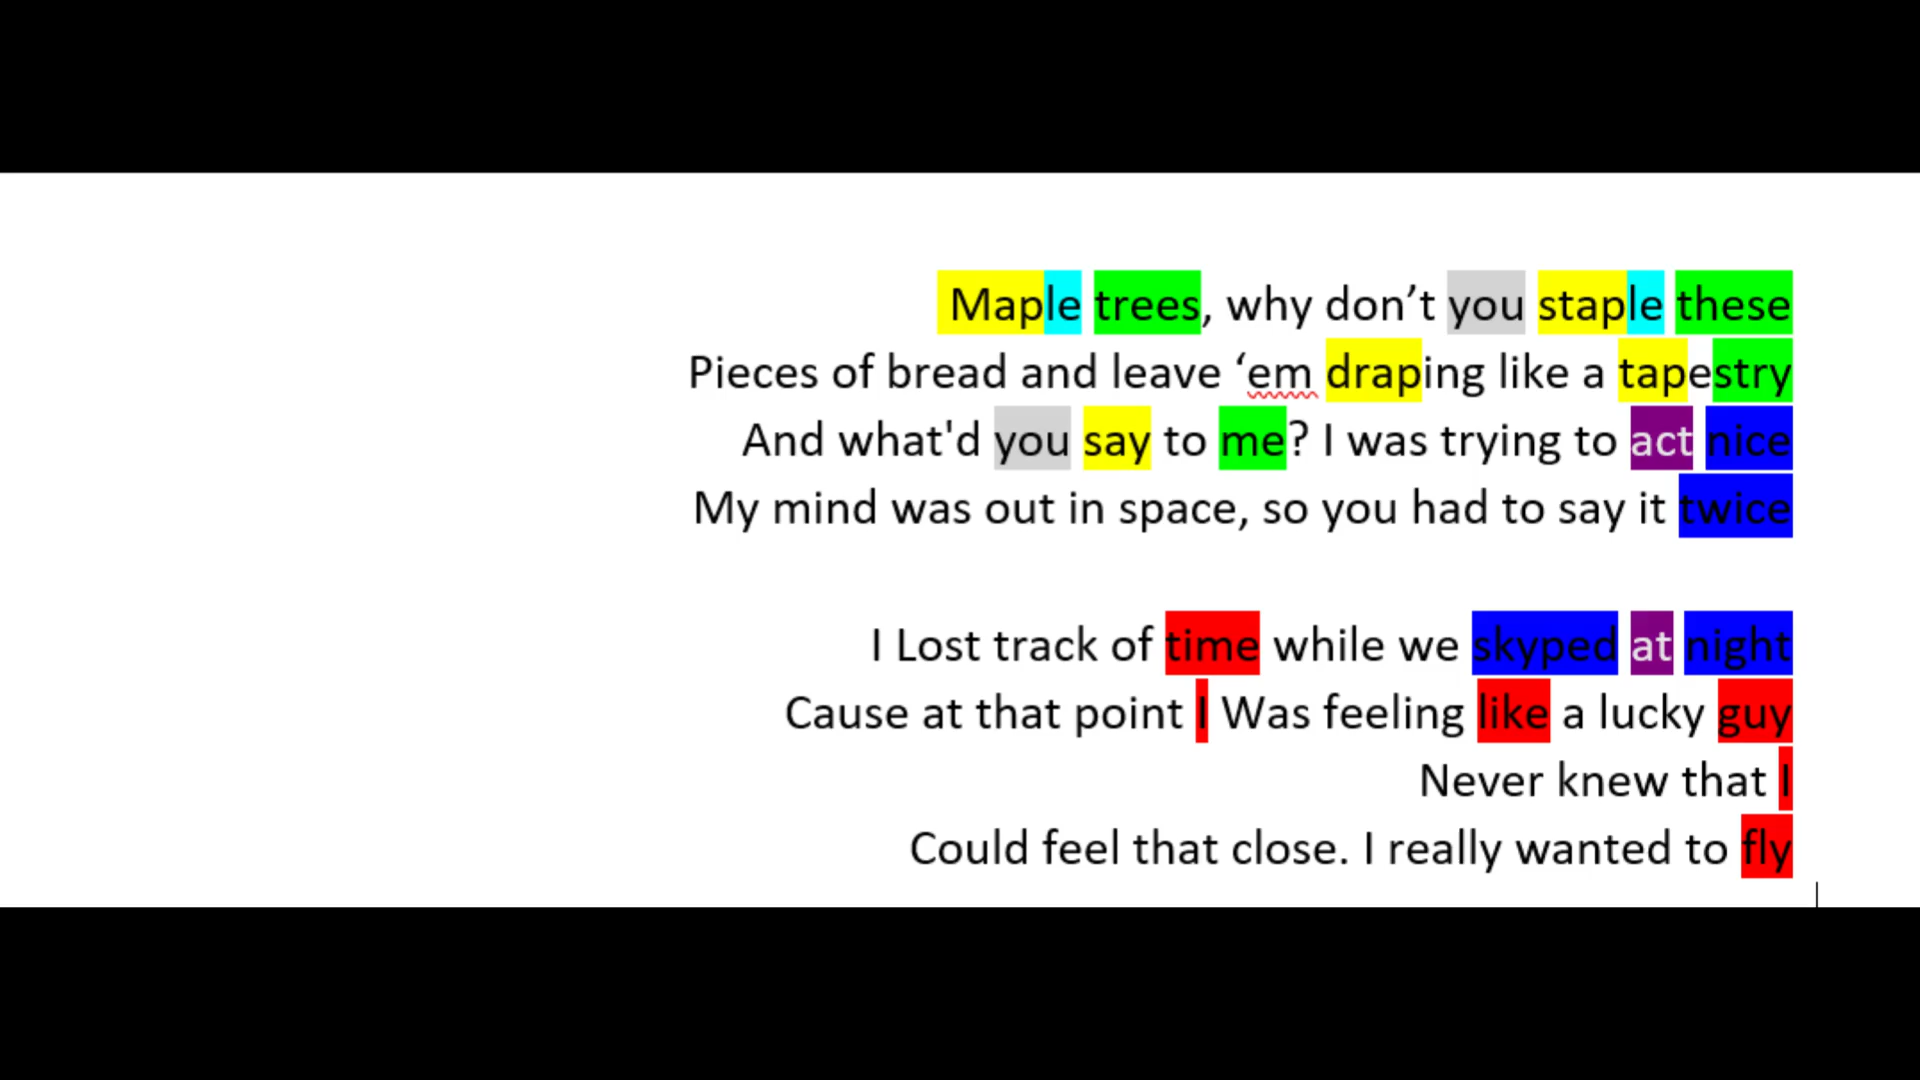 Maple trees, why don’t you staple these
Pieces of bread and leave ‘em draping like a tapestry
And what'd you say to me? I was trying to act nice
My mind was out in space, so you had to say it twice
I Lost track of time while we skyped at night
Cause at that point I Was feeling like a lucky guy
Never knew that I
Could feel that close. I really wanted to fly